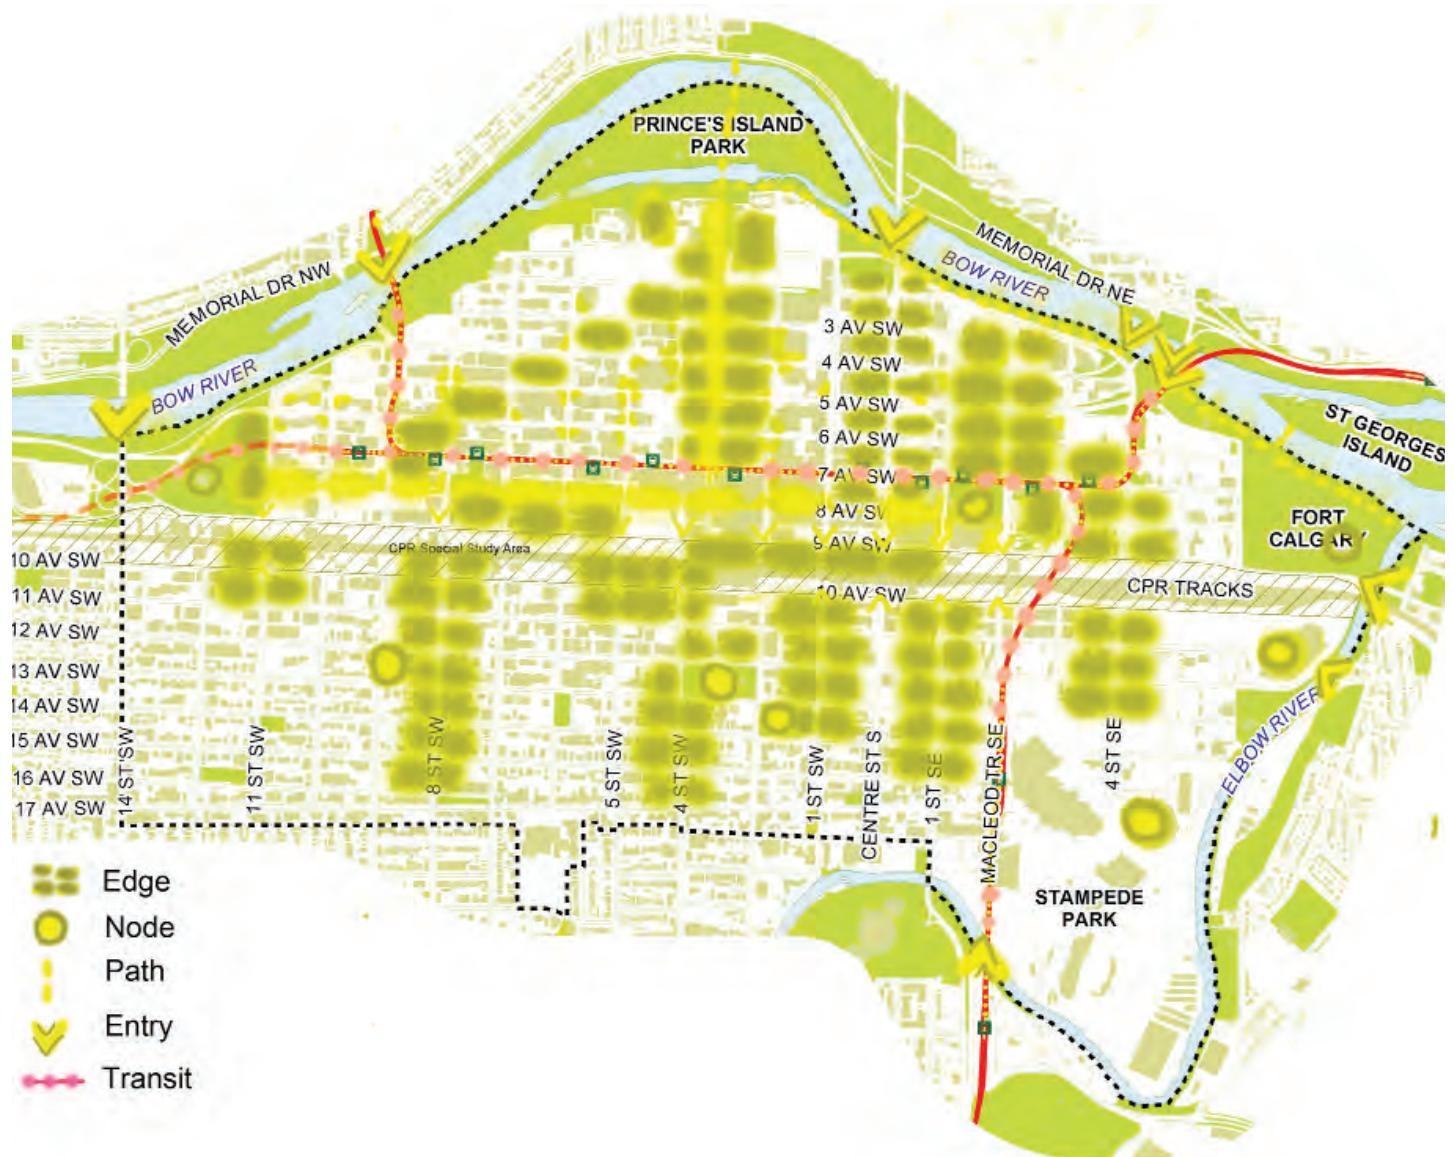 PRINCE'S ISLAND
PARK
MEMORIAL DR NW
BOW RIVER
MEMORIAL DR NE
BOW RIVER
3 AV SW
4 AV SW
5 AV SW
6 AV SW
7 AV SW
8 AV SW
9 AV SW
10 AV SW
ST GEORGES
ISLAND
FORT
CALGARY
CPR Special Study Area
CPR TRACKS
10 AV SW
11 AV SW
12 AV SW
13 AV SW
14 AV SW
15 AV SW
16 AV SW
17 AV SW
14 ST SW
11 ST SW
8 ST SW
5 ST SW
4 ST SW
1 ST SW
CENTRE ST S
1 ST SE
MACLEOD TR SE
4 ST SE
ELBOW RIVER
STAMPEDE
PARK
Edge
Node
Path
Entry
Transit